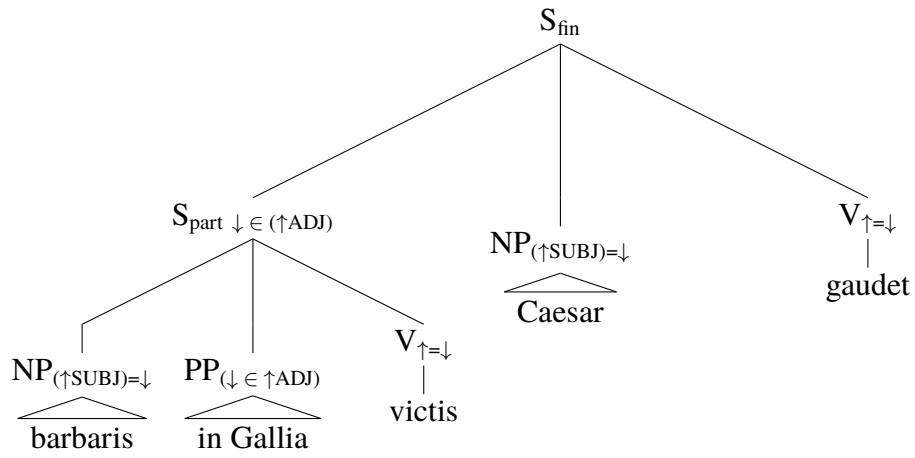 S_fin
S_part ↓ ∈ (↑ADJ)
NP_(↑SUBJ)=↓
Caesar
V_↑=↓
gaudet
NP_(↑SUBJ)=↓
barbaris
PP_(↓ ∈ ↑ADJ)
in Gallia
V_↑=↓
victis